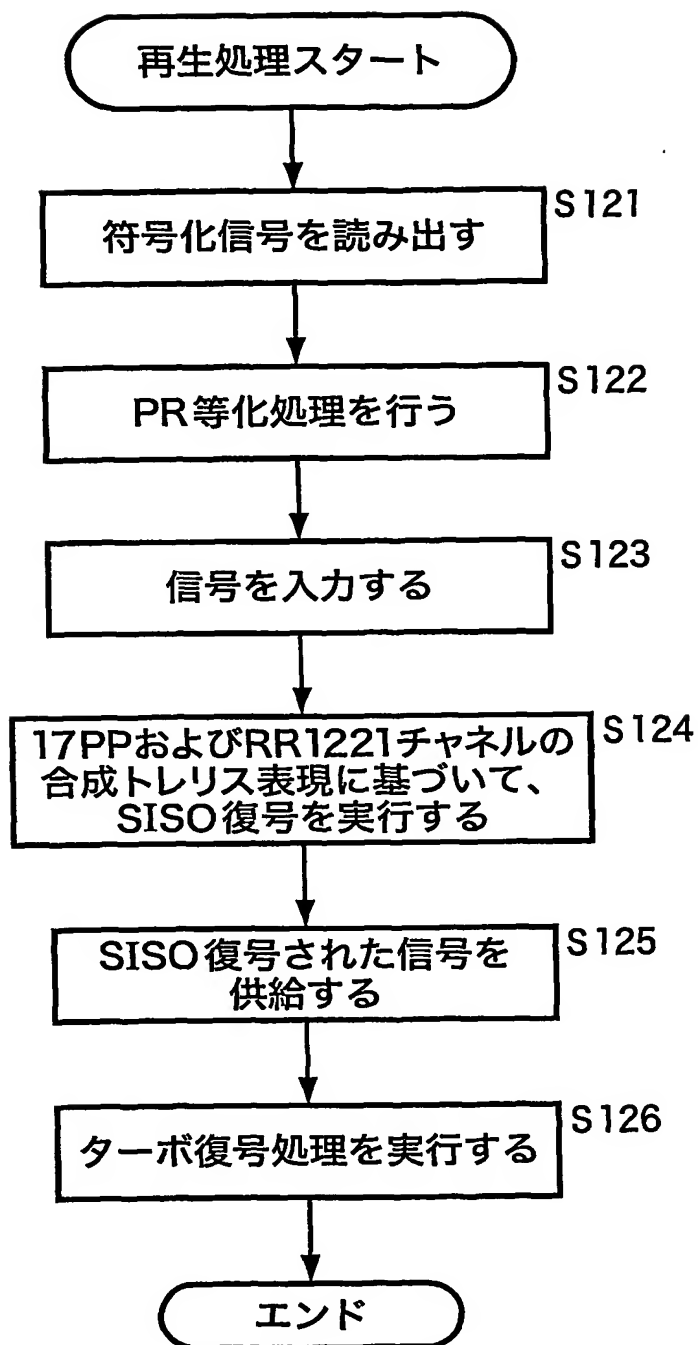 再生処理スタート
S121
符号化信号を読み出す
S122
PR等化処理を行う
S123
信号を入力する
S124
17PPおよびRR1221チャネルの
合成トレリス表現に基づいて、
SISO復号を実行する
S125
SISO復号された信号を
供給する
S126
ターボ復号処理を実行する
エンド